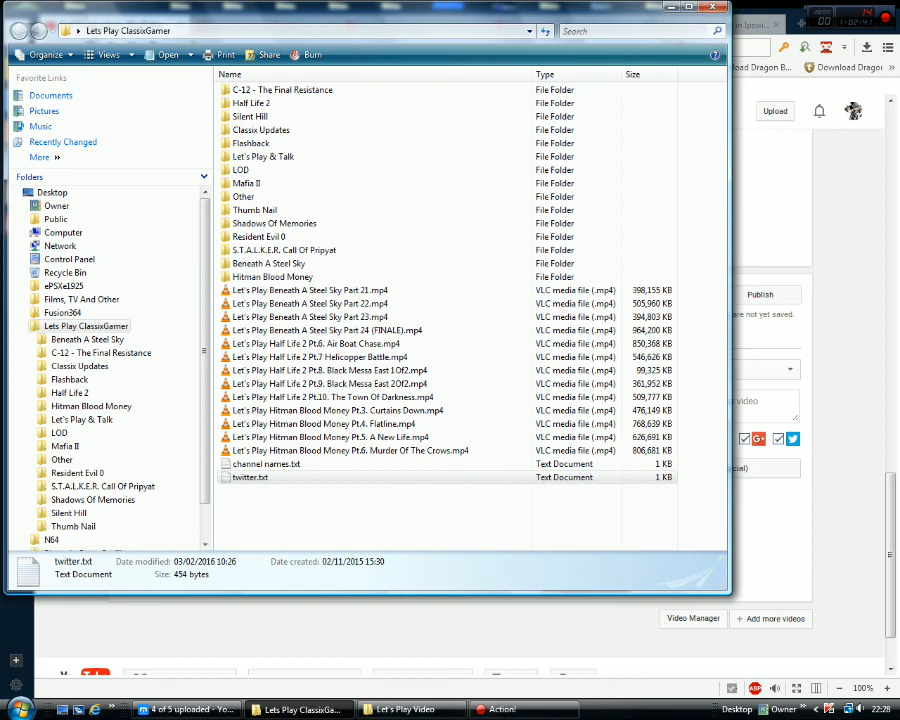 Lets Play ClassixGamer
Search
AERO
00
14
1:02:47
in Ipswi...
Organize
Views
Open
Print
Share
Burn
load Dragon B...
Download Dragor
Favorite Links
Documents
Pictures
Music
Recently Changed
More »
Folders
Desktop
Owner
Public
Computer
Network
Control Panel
Recycle Bin
ePSXe1925
Films, TV And Other
Fusion364
Lets Play ClassixGamer
Beneath A Steel Sky
C-12 - The Final Resistance
Classix Updates
Flashback
Half Life 2
Hitman Blood Money
Let's Play & Talk
LOD
Mafia II
Other
Resident Evil 0
S.T.A.L.K.E.R. Call Of Pripyat
Shadows Of Memories
Silent Hill
Thumb Nail
N64
Name Type Size
C-12 - The Final Resistance File Folder
Half Life 2 File Folder
Silent Hill File Folder
Classix Updates File Folder
Flashback File Folder
Let's Play & Talk File Folder
LOD File Folder
Mafia II File Folder
Other File Folder
Thumb Nail File Folder
Shadows Of Memories File Folder
Resident Evil 0 File Folder
S.T.A.L.K.E.R. Call Of Pripyat File Folder
Beneath A Steel Sky File Folder
Hitman Blood Money File Folder
Let's Play Beneath A Steel Sky Part 21.mp4 VLC media file (.mp4) 398,155 KB
Let's Play Beneath A Steel Sky Part 22.mp4 VLC media file (.mp4) 505,960 KB
Let's Play Beneath A Steel Sky Part 23.mp4 VLC media file (.mp4) 394,803 KB
Let's Play Beneath A Steel Sky Part 24 (FINALE).mp4 VLC media file (.mp4) 964,200 KB
Let's Play Half Life 2 Pt.6. Air Boat Chase.mp4 VLC media file (.mp4) 850,368 KB
Let's Play Half Life 2 Pt.7 Helicopper Battle.mp4 VLC media file (.mp4) 546,626 KB
Let's Play Half Life 2 Pt.8. Black Messa East 1Of2.mp4 VLC media file (.mp4) 99,325 KB
Let's Play Half Life 2 Pt.9. Black Messa East 2Of2.mp4 VLC media file (.mp4) 361,952 KB
Let's Play Half Life 2 Pt.10. The Town Of Darkness.mp4 VLC media file (.mp4) 509,777 KB
Let's Play Hitman Blood Money Pt.3. Curtains Down.mp4 VLC media file (.mp4) 476,149 KB
Let's Play Hitman Blood Money Pt.4. Flatline.mp4 VLC media file (.mp4) 768,639 KB
Let's Play Hitman Blood Money Pt.5. A New Life.mp4 VLC media file (.mp4) 626,691 KB
Let's Play Hitman Blood Money Pt.6. Murder Of The Crows.mp4 VLC media file (.mp4) 806,681 KB
channel names.txt Text Document 1 KB
twitter.txt Text Document 1 KB
twitter.txt Date modified: 03/02/2016 10:26 Date created: 02/11/2015 15:30
Text Document Size: 454 bytes
Upload
Publish
are not yet saved.
video
cial)
Video Manager
+ Add more videos
ABP
100%
4 of 5 uploaded - Yo...
Lets Play ClassixGa...
Let's Play Video
Action!
Desktop
Owner
22:28